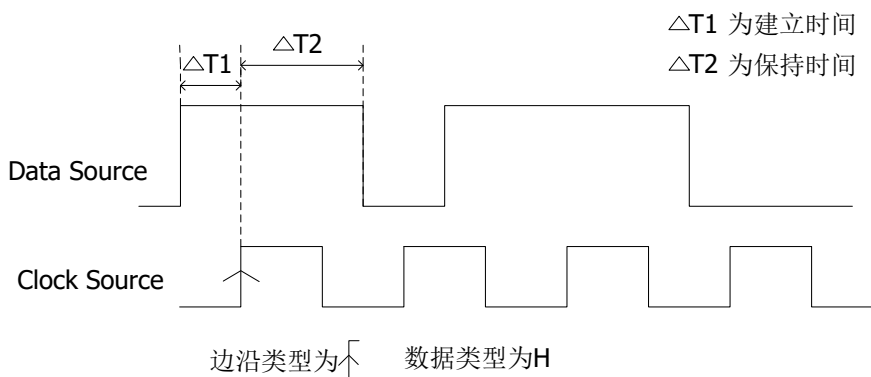 △T1 为建立时间
△T2
△T1
△T2 为保持时间
Data Source
Clock Source
边沿类型为
数据类型为H